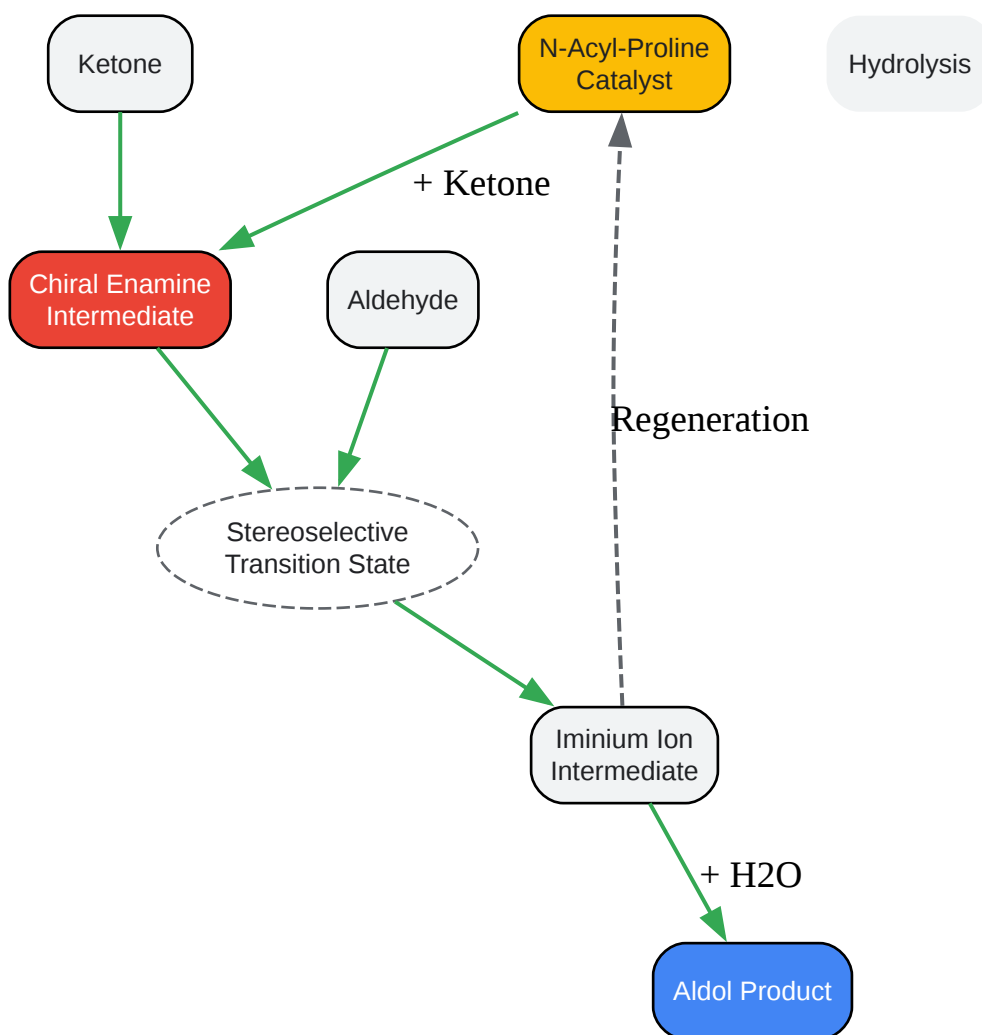 Ketone
N-Acyl-Proline
Catalyst
Hydrolysis
+ Ketone
Chiral Enamine
Intermediate
Aldehyde
Regeneration
Stereoselective
Transition State
Iminium Ion
Intermediate
+ H2O
Aldol Product